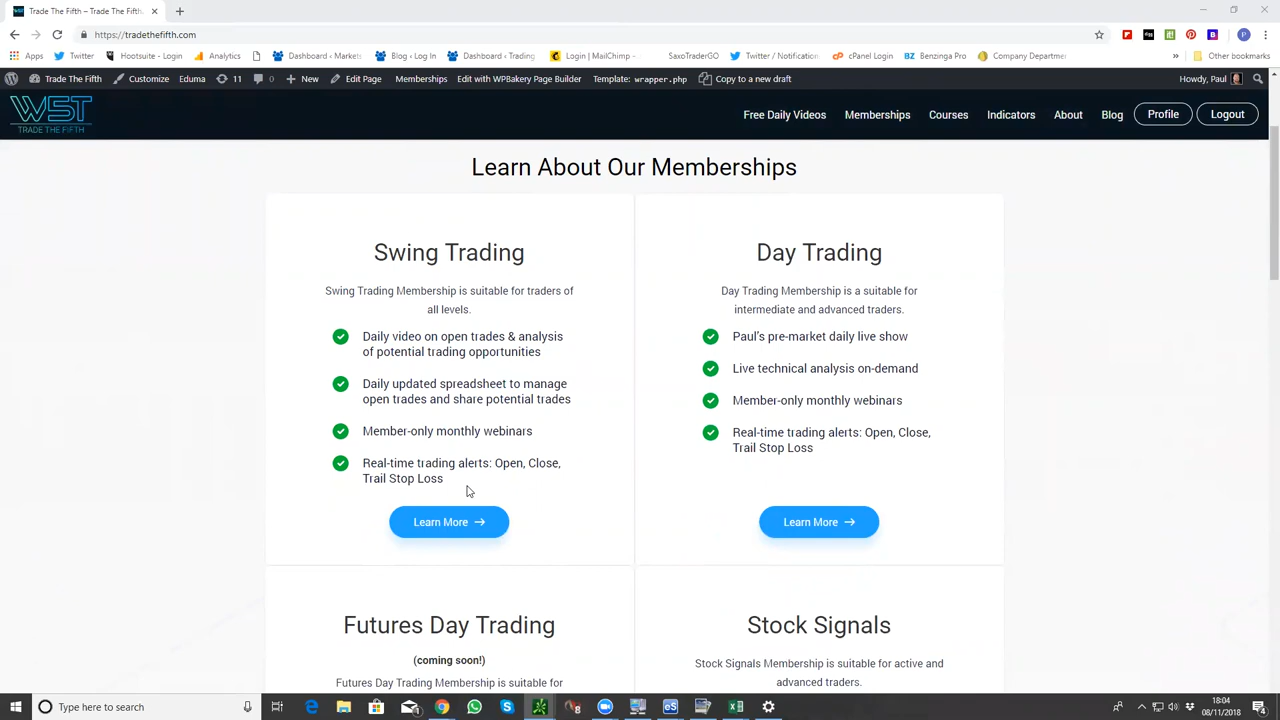 Trade The Fifth – Trade The Fifth.
https://tradethefifth.com
Apps Twitter Hootsuite - Login Analytics Dashboard ‹ Markets Blog ‹ Log In Dashboard ‹ Trading Login | MailChimp - SaxoTraderGO Twitter / Notification cPanel Login BZ Benzinga Pro Company Departme » Other bookmarks
Trade The Fifth Customize Eduma 11 0 New Edit Page Memberships Edit with WPBakery Page Builder Template: wrapper.php Copy to a new draft Howdy, Paul
WST
TRADE THE FIFTH
Free Daily Videos Memberships Courses Indicators About Blog Profile Logout
Learn About Our Memberships
Swing Trading
Swing Trading Membership is suitable for traders of
all levels.
Daily video on open trades & analysis
of potential trading opportunities
Daily updated spreadsheet to manage
open trades and share potential trades
Member-only monthly webinars
Real-time trading alerts: Open, Close,
Trail Stop Loss
Learn More →
Day Trading
Day Trading Membership is a suitable for
intermediate and advanced traders.
Paul's pre-market daily live show
Live technical analysis on-demand
Member-only monthly webinars
Real-time trading alerts: Open, Close,
Trail Stop Loss
Learn More →
Futures Day Trading
(coming soon!)
Futures Day Trading Membership is suitable for
Stock Signals
Stock Signals Membership is suitable for active and
advanced traders.
Type here to search
18:04
08/11/2018